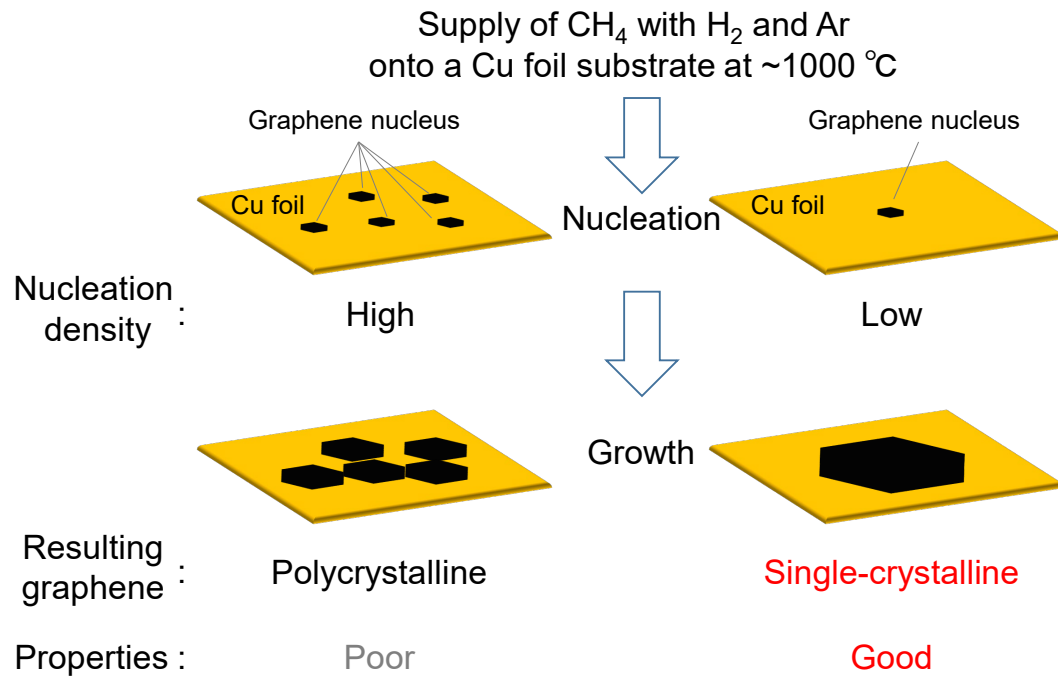 Supply of CH₄ with H₂ and Ar
onto a Cu foil substrate at ~1000 ℃
Graphene nucleus
Graphene nucleus
Cu foil
Cu foil
Nucleation
Nucleation
density :
High
Low
Growth
Resulting
graphene :
Polycrystalline
Single-crystalline
Properties :
Poor
Good